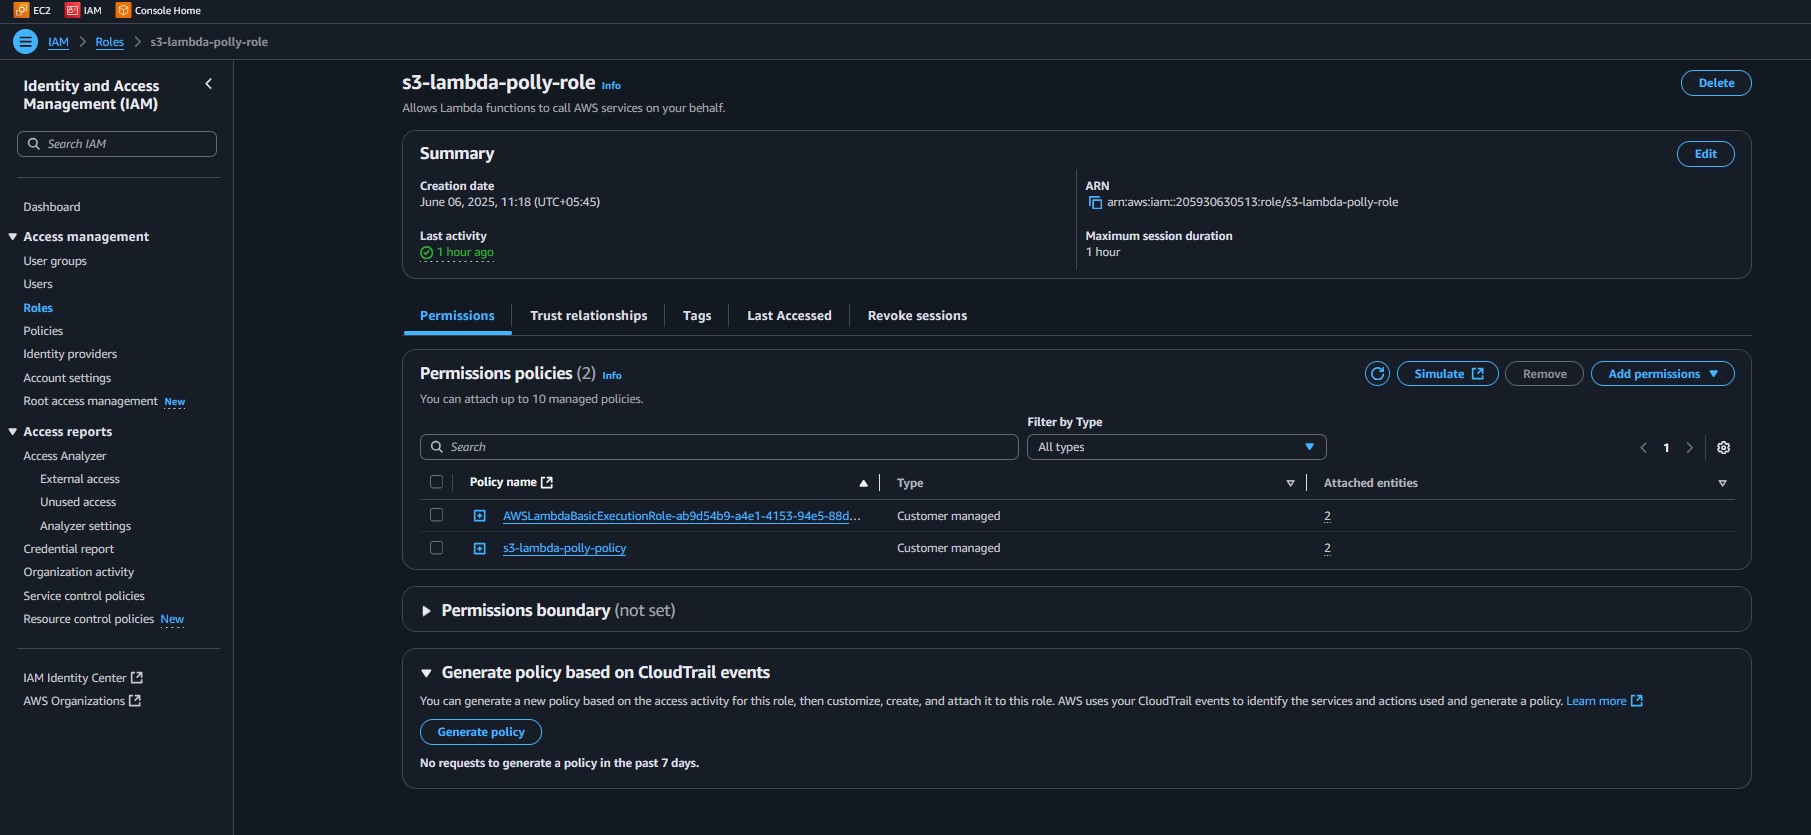 EC2 IAM Console Home
IAM > Roles > s3-lambda-polly-role
Identity and Access
Management (IAM)
Search IAM
Dashboard
Access management
User groups
Users
Roles
Policies
Identity providers
Account settings
Root access management New
Access reports
Access Analyzer
External access
Unused access
Analyzer settings
Credential report
Organization activity
Service control policies
Resource control policies New
IAM Identity Center
AWS Organizations
s3-lambda-polly-role Info
Delete
Allows Lambda functions to call AWS services on your behalf.
Summary
Edit
Creation date
June 06, 2025, 11:18 (UTC+05:45)
ARN
arn:aws:iam::205930630513:role/s3-lambda-polly-role
Last activity
1 hour ago
Maximum session duration
1 hour
Permissions Trust relationships Tags Last Accessed Revoke sessions
Permissions policies (2) Info
Simulate Remove Add permissions
You can attach up to 10 managed policies.
Filter by Type
Search All types 1
Policy name Type Attached entities
AWSLambdaBasicExecutionRole-ab9d54b9-a4e1-4153-94e5-88d... Customer managed 2
s3-lambda-polly-policy Customer managed 2
Permissions boundary (not set)
Generate policy based on CloudTrail events
You can generate a new policy based on the access activity for this role, then customize, create, and attach it to this role. AWS uses your CloudTrail events to identify the services and actions used and generate a policy. Learn more
Generate policy
No requests to generate a policy in the past 7 days.